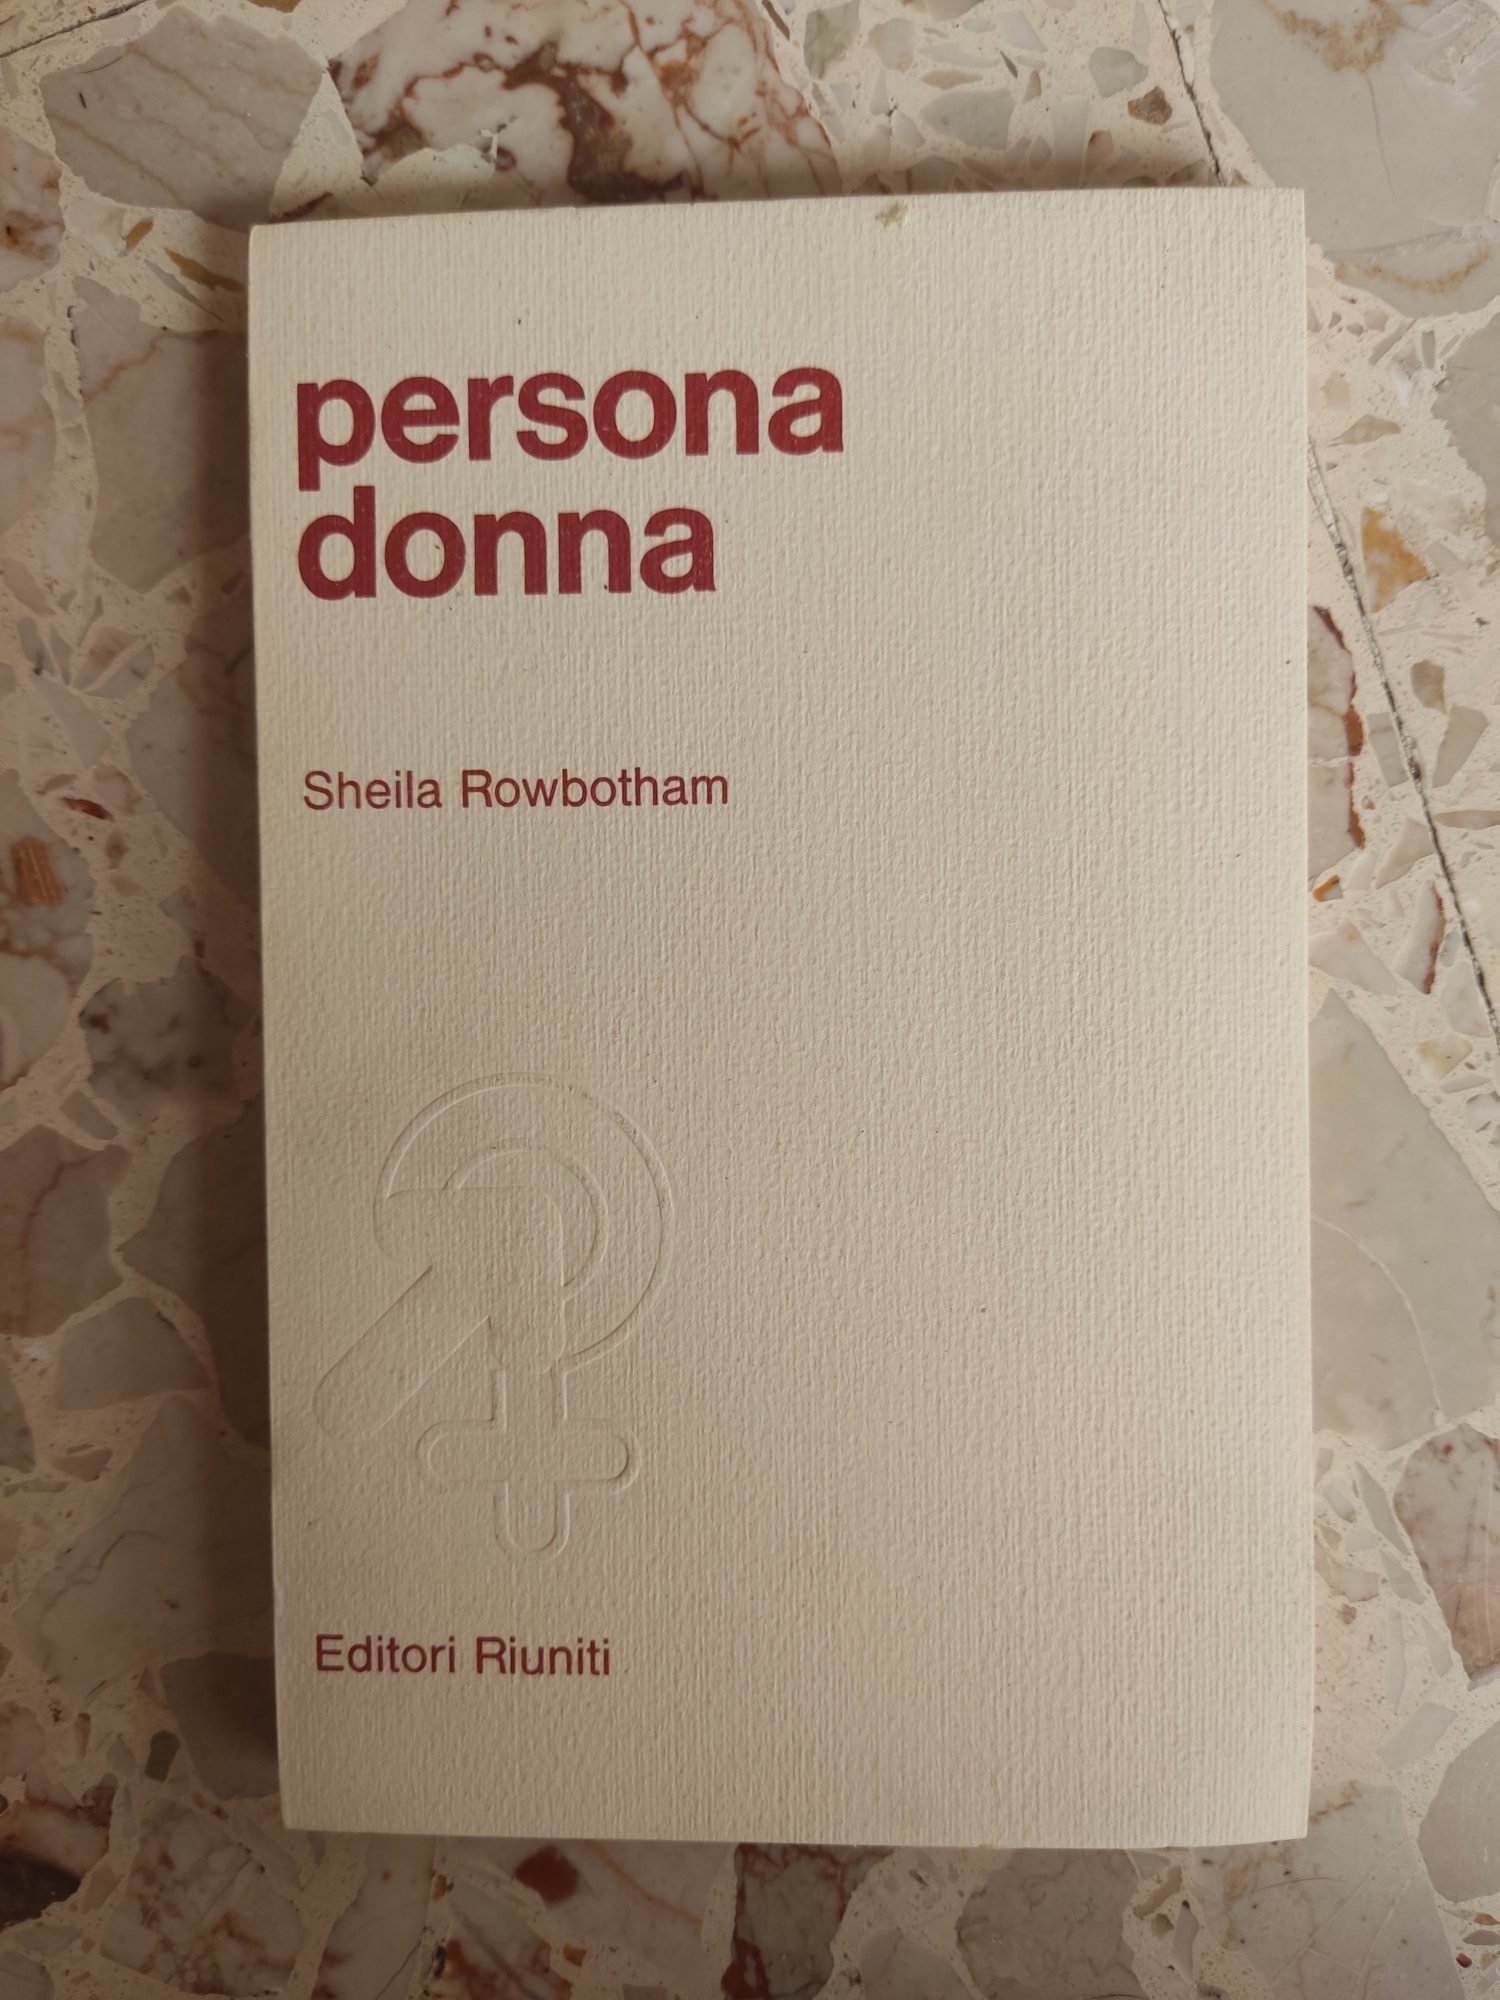 persona
donna
Sheila Rowbotham
Editori Riuniti